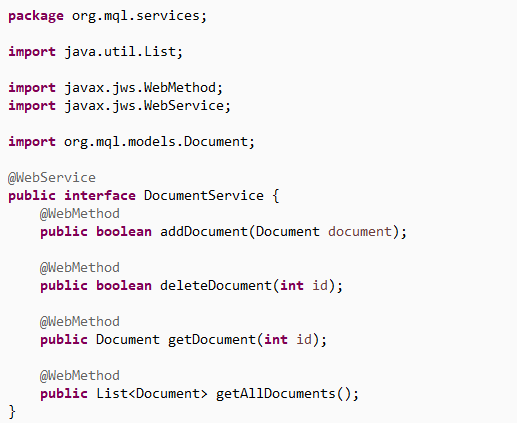 package org.mql.services;
import java.util.List;
import javax.jws.WebMethod;
import javax.jws.WebService;
import org.mql.models.Document;
@WebService
public interface DocumentService {
@WebMethod
public boolean addDocument(Document document);
@WebMethod
public boolean deleteDocument(int id);
@WebMethod
public Document getDocument(int id);
@WebMethod
public List<Document> getAllDocuments();
}